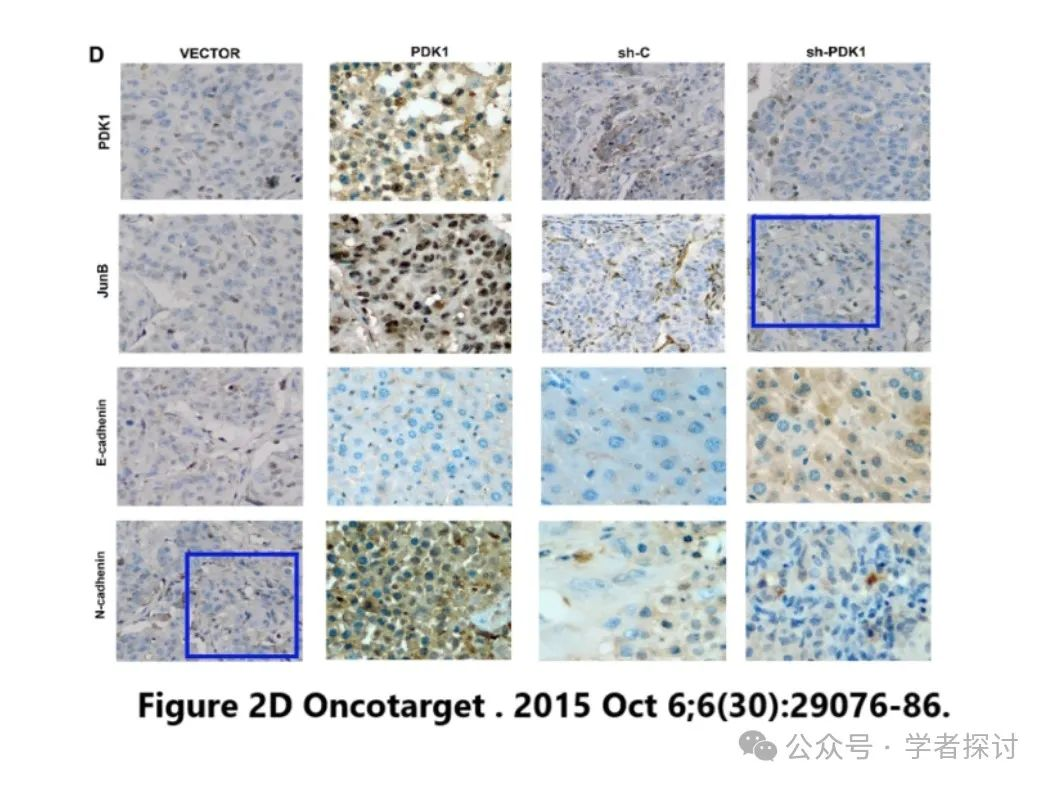 D
VECTOR PDK1 sh-C sh-PDK1
PDK1
JunB
E-cadhenin
N-cadhenin
Figure 2D Oncotarget . 2015 Oct 6;6(30):29076-86.
公众号 · 学者探讨